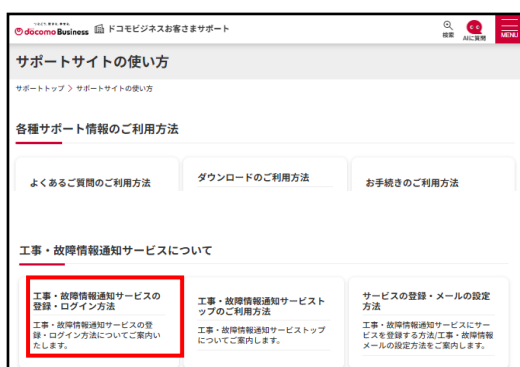 つなごう。驚きを。幸せを。
döcomo Business ドコモビジネスお客さまサポート
検索
AIに質問
MENU
サポートサイトの使い方
サポートトップ > サポートサイトの使い方
各種サポート情報のご利用方法
よくあるご質問のご利用方法
ダウンロードのご利用方法
お手続きのご利用方法
工事・故障情報通知サービスについて
工事・故障情報通知サービスの
登録・ログイン方法
工事・故障情報通知サービスの登
録・ログイン方法についてご案内い
たします。
工事・故障情報通知サービスト
ップのご利用方法
工事・故障情報通知サービストップ
についてご案内します。
サービスの登録・メールの設定
方法
工事・故障情報通知サービスにサー
ビスを登録する方法/工事・故障情報
メールの設定方法をご案内します。